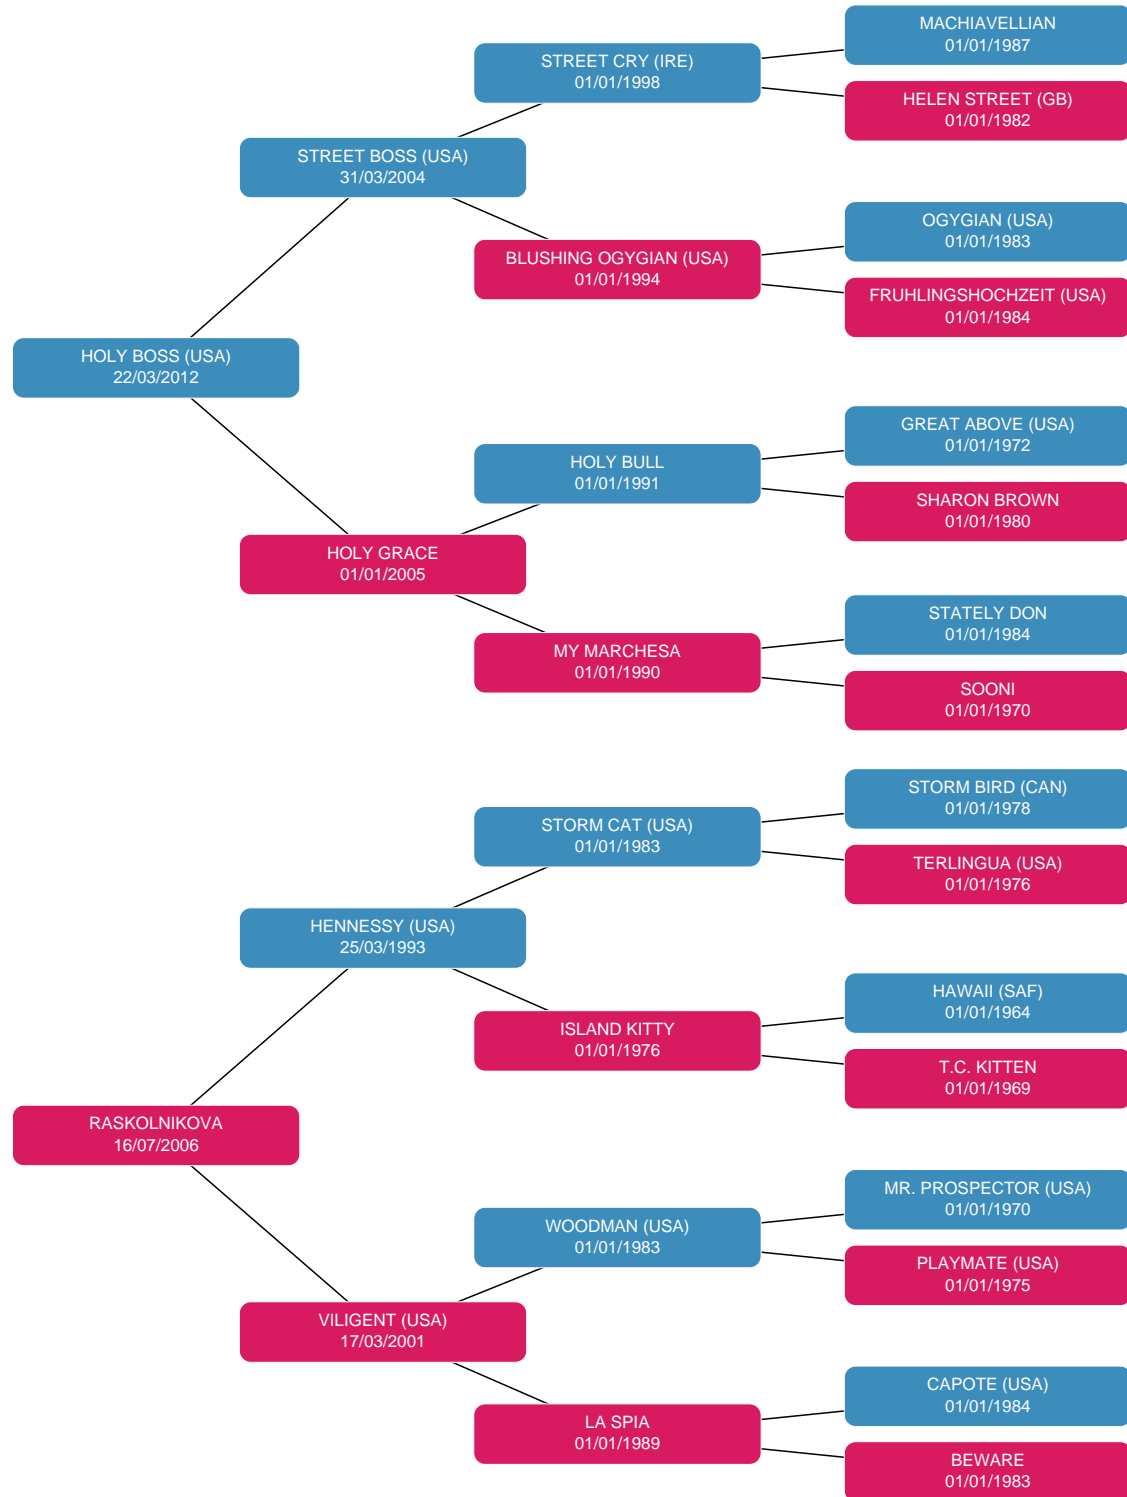 MACHIAVELLIAN
01/01/1987
STREET CRY (IRE)
01/01/1998
HELEN STREET (GB)
01/01/1982
STREET BOSS (USA)
31/03/2004
OGYGIAN (USA)
01/01/1983
BLUSHING OGYGIAN (USA)
01/01/1994
FRUHLINGSHOCHZEIT (USA)
01/01/1984
HOLY BOSS (USA)
22/03/2012
GREAT ABOVE (USA)
01/01/1972
HOLY BULL
01/01/1991
SHARON BROWN
01/01/1980
HOLY GRACE
01/01/2005
STATELY DON
01/01/1984
MY MARCHESA
01/01/1990
SOONI
01/01/1970
STORM BIRD (CAN)
01/01/1978
STORM CAT (USA)
01/01/1983
TERLINGUA (USA)
01/01/1976
HENNESSY (USA)
25/03/1993
HAWAII (SAF)
01/01/1964
ISLAND KITTY
01/01/1976
T.C. KITTEN
01/01/1969
RASKOLNIKOVA
16/07/2006
MR. PROSPECTOR (USA)
01/01/1970
WOODMAN (USA)
01/01/1983
PLAYMATE (USA)
01/01/1975
VILIGENT (USA)
17/03/2001
CAPOTE (USA)
01/01/1984
LA SPIA
01/01/1989
BEWARE
01/01/1983